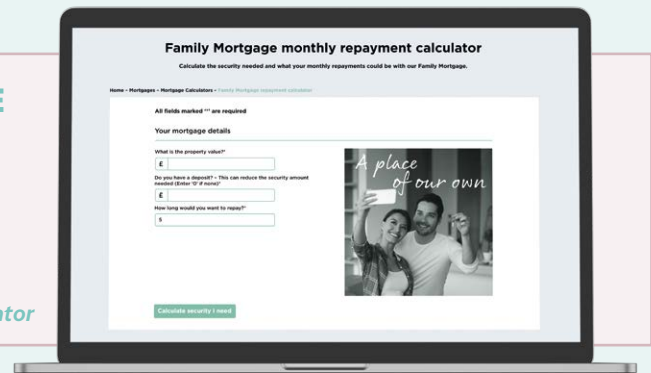 Family Mortgage monthly repayment calculator
Calculate the security needed and what your monthly repayments could be with our Family Mortgage.
Home - Mortgages - Mortgage Calculators - Family Mortgage repayment calculator
All fields marked "*" are required
Your mortgage details
What is the property value?*
£
Do you have a deposit? - This can reduce the security amount
needed (Enter '0' if none)*
£
How long would you want to repay?*
5
A place
of our own
Calculate security I need